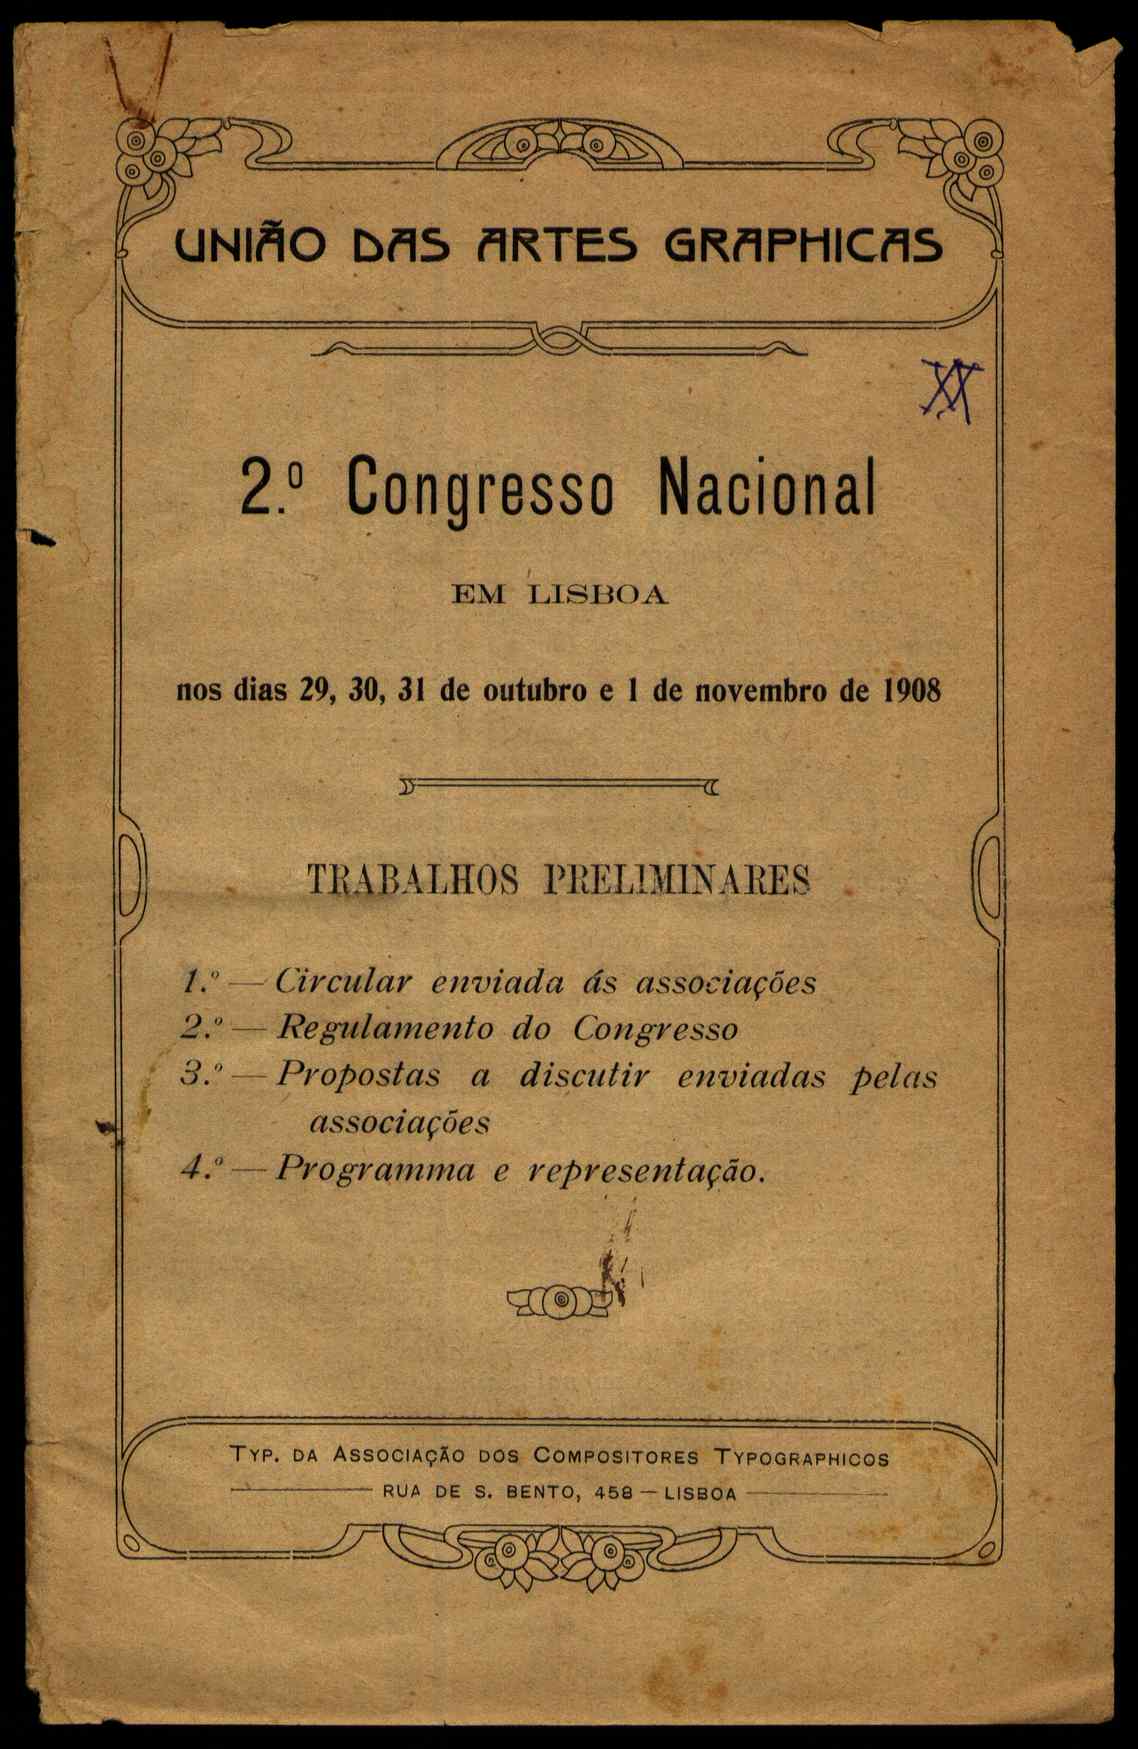 UNIÃO DAS ARTES GRAPHICAS
XX
2.º Congresso Nacional
EM LISBOA
nos dias 29, 30, 31 de outubro e 1 de novembro de 1908
TRABALHOS PRELIMINARES
1.º — Circular enviada ás associações
2.º — Regulamento do Congresso
3.º — Propostas a discutir enviadas pelas
associações
4.º — Programma e representação.
TYP. DA ASSOCIAÇÃO DOS COMPOSITORES TYPOGRAPHICOS
RUA DE S. BENTO, 458 — LISBOA